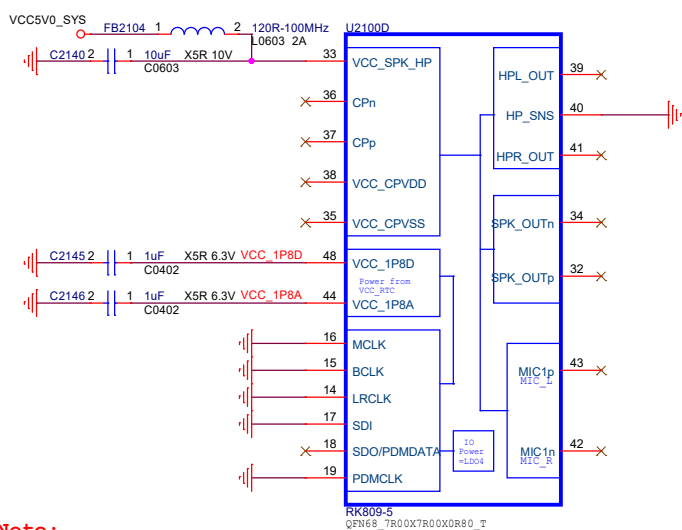 VCC5V0_SYS
FB2104 1 2 120R-100MHz U2100D
L0603 2A
C2140 2 1 10uF X5R 10V 33 VCC_SPK_HP
C0603
HPL_OUT 39
36 CPn
HP_SNS 40
37 CPp
HPR_OUT 41
38 VCC_CPVDD
35 VCC_CPVSS
SPK_OUTn 34
C2145 2 1 1uF X5R 6.3V VCC_1P8D 48 VCC_1P8D
C0402
SPK_OUTp 32
Power from
VCC_RTC
C2146 2 1 1uF X5R 6.3V VCC_1P8A 44 VCC_1P8A
C0402
16 MCLK
15 BCLK
MIC1p 43
MIC_L
14 LRCLK
17 SDI
18 SDO/PDMDATA
IO
Power
=LDO4
MIC1n 42
MIC_R
19 PDMCLK
RK809-5
QFN68_7R00X7R00X0R80_T
Note: